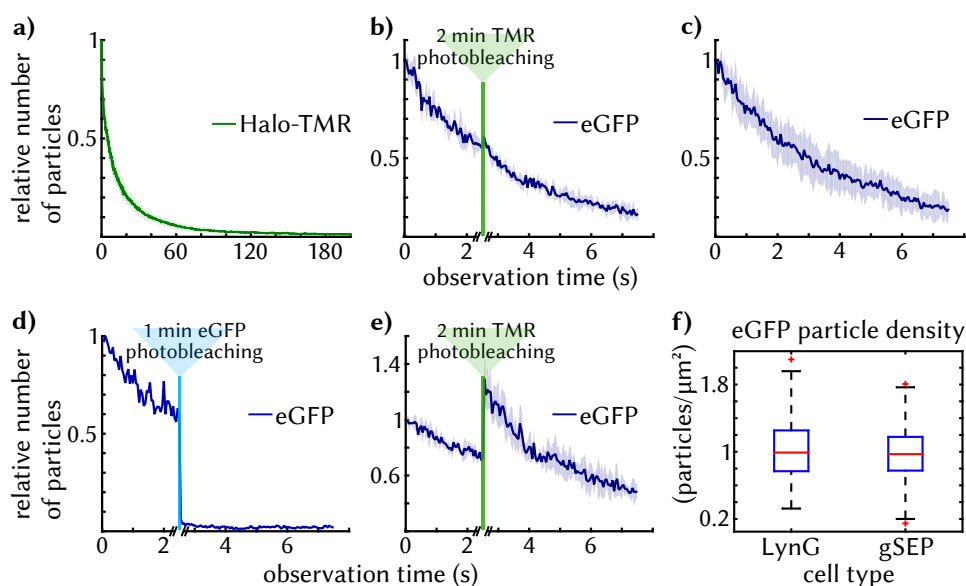 a)
b)
c)
2 min TMR
photobleaching
relative number
of particles
1
0.5
0
60
120
180
Halo-TMR
1
0.5
0
2
4
6
eGFP
1
0.5
0
2
4
6
eGFP
observation time (s)
d)
e)
f)
1 min eGFP
photobleaching
2 min TMR
photobleaching
eGFP particle density
relative number
of particles
1
0.5
0
0
2
4
6
eGFP
1.4
1
0.6
0
2
4
6
eGFP
(particles/µm²)
1.8
1
0.2
LynG
gSEP
observation time (s)
cell type